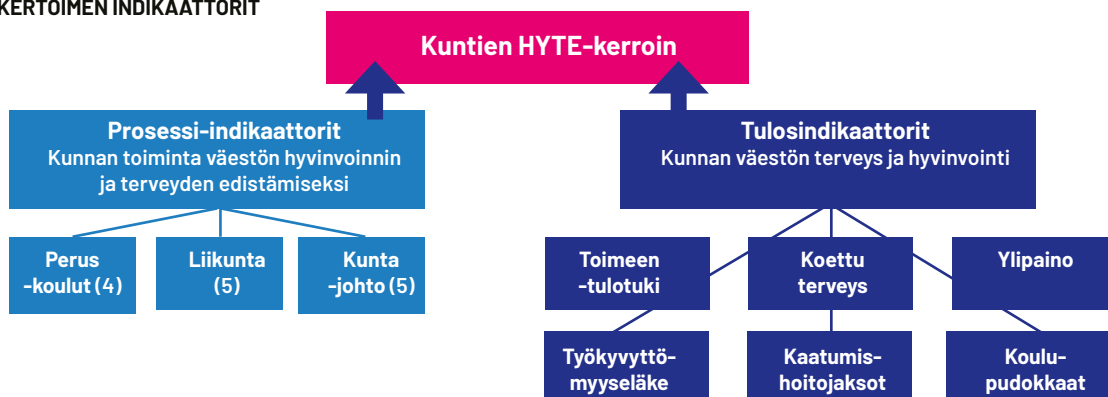 KERTOIMEN INDIKAATTORIT
Kuntien HYTE-kerroin
Prosessi-indikaattorit
Kunnan toiminta väestön hyvinvoinnin
ja terveyden edistämiseksi
Tulosindikaattorit
Kunnan väestön terveys ja hyvinvointi
Perus
-koulut (4)
Liikunta
(5)
Kunta
-johto (5)
Toimeen
-tulotuki
Koettu
terveys
Ylipaino
Työkyvyttö-
myyseläke
Kaatumis-
hoitojaksot
Koulu-
pudokkaat